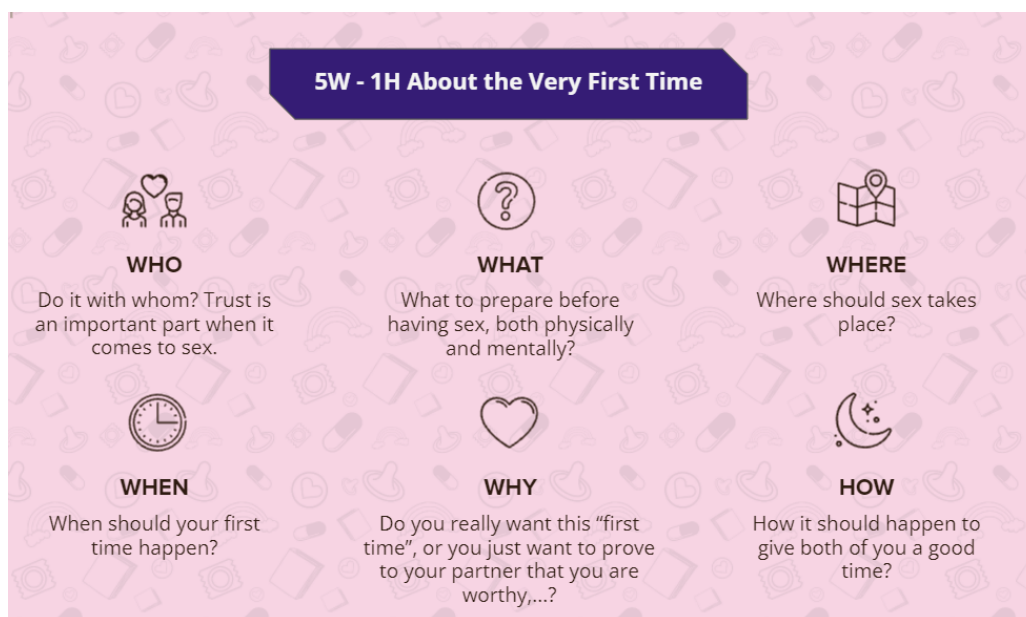 5W - 1H About the Very First Time
WHO
Do it with whom? Trust is
an important part when it
comes to sex.
WHAT
What to prepare before
having sex, both physically
and mentally?
WHERE
Where should sex takes
place?
WHEN
When should your first
time happen?
WHY
Do you really want this “first
time”, or you just want to prove
to your partner that you are
worthy,...?
HOW
How it should happen to
give both of you a good
time?